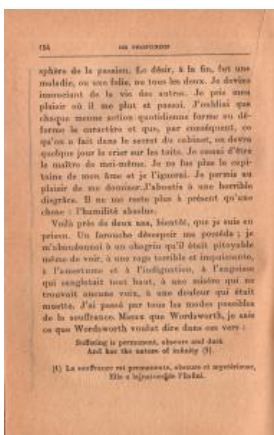 154 DE PROFUNDIS
sphère de la passion. Le désir, à la fin, fut une
maladie, ou une folie, ou tous les deux. Je devins
insouciant de la vie des autres. Je pris mon
plaisir où il me plut et passai. J'oubliai que
chaque menue action quotidienne forme ou dé-
forme le caractère et que, par conséquent, ce
qu'on a fait dans le secret du cabinet, on devra
quelque jour le crier sur les toits. Je cessai d'être
le maître de moi-même. Je ne fus plus le capi-
taine de mon âme et je l'ignorai. Je permis au
plaisir de me dominer. J'aboutis à une horrible
disgrâce. Il ne me reste plus à présent qu'une
chose : l'humilité absolue.
Voilà près de deux ans, bientôt, que je suis en
prison. Un farouche désespoir me posséda ; je
m'abandonnai à un chagrin qu'il était pitoyable
même de voir, à une rage terrible et impuissante,
à l'amertume et à l'indignation, à l'angoisse
qui sanglotait tout haut, à une misère qui ne
trouvait aucune voix, à une douleur qui était
muette. J'ai passé par tous les modes possibles
de la souffrance. Mieux que Wordsworth, je sais
ce que Wordsworth voulut dire dans ces vers :
Suffering is permanent, obscure and dark
And has the nature of infinity (1).
(1) La souffrance est permanente, obscure et mystérieuse,
Elle a la nature de l'Infini.